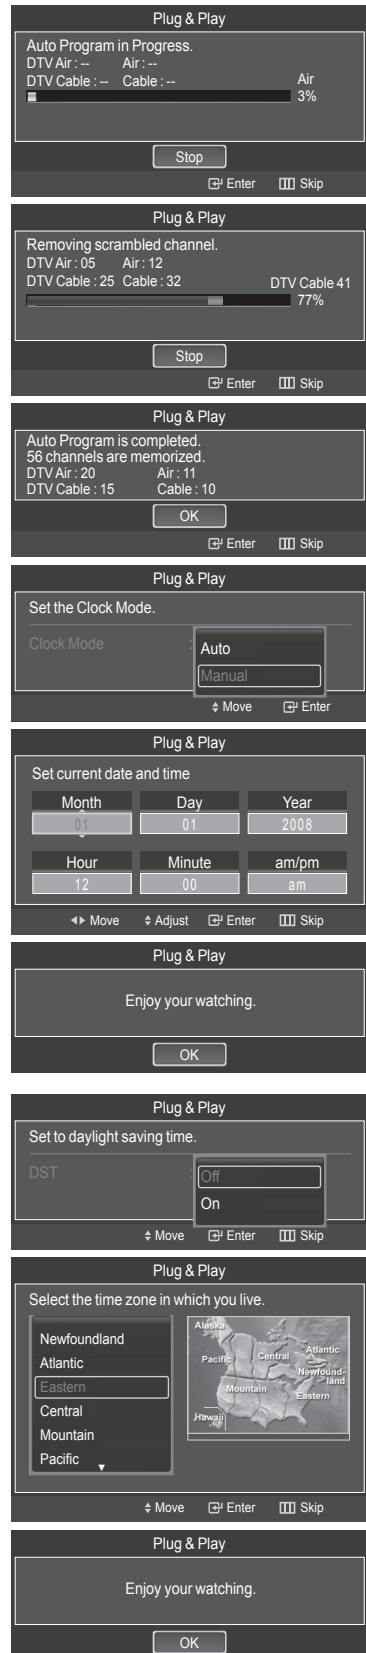 Plug & Play
Auto Program in Progress.
DTV Air : --   Air : --
DTV Cable : --   Cable : --   Air
3%
Stop
Enter   Skip
Plug & Play
Removing scrambled channel.
DTV Air : 05   Air : 12
DTV Cable : 25   Cable : 32   DTV Cable 41
77%
Stop
Enter   Skip
Plug & Play
Auto Program is completed.
56 channels are memorized.
DTV Air : 20   Air : 11
DTV Cable : 15   Cable : 10
OK
Enter   Skip
Plug & Play
Set the Clock Mode.
Clock Mode   :   Auto
Manual
Move   Enter
Plug & Play
Set current date and time
Month   Day   Year
01   01   2008
Hour   Minute   am/pm
12   00   am
Move   Adjust   Enter   Skip
Plug & Play
Enjoy your watching.
OK
Plug & Play
Set to daylight saving time.
DST   :   Off
On
Move   Enter   Skip
Plug & Play
Select the time zone in which you live.
Newfoundland
Atlantic
Eastern
Central
Mountain
Pacific
Alaska
Pacific   Central   Atlantic
Newfound-
land
Mountain   Eastern
Hawaii
Move   Enter   Skip
Plug & Play
Enjoy your watching.
OK